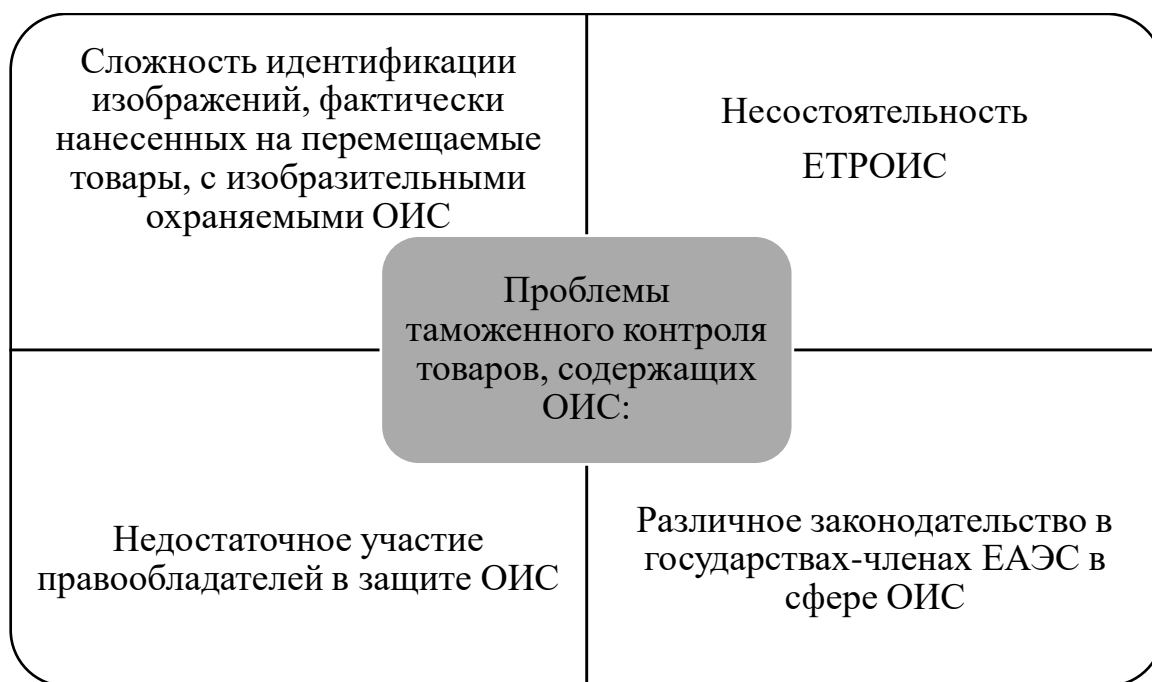 Сложность идентификации
изображений, фактически
нанесенных на перемещаемые
товары, с изобразительными
охраняемыми ОИС
Несостоятельность
ЕТРОИС
Проблемы
таможенного контроля
товаров, содержащих
ОИС:
Недостаточное участие
правообладателей в защите ОИС
Различное законодательство в
государствах-членах ЕАЭС в
сфере ОИС